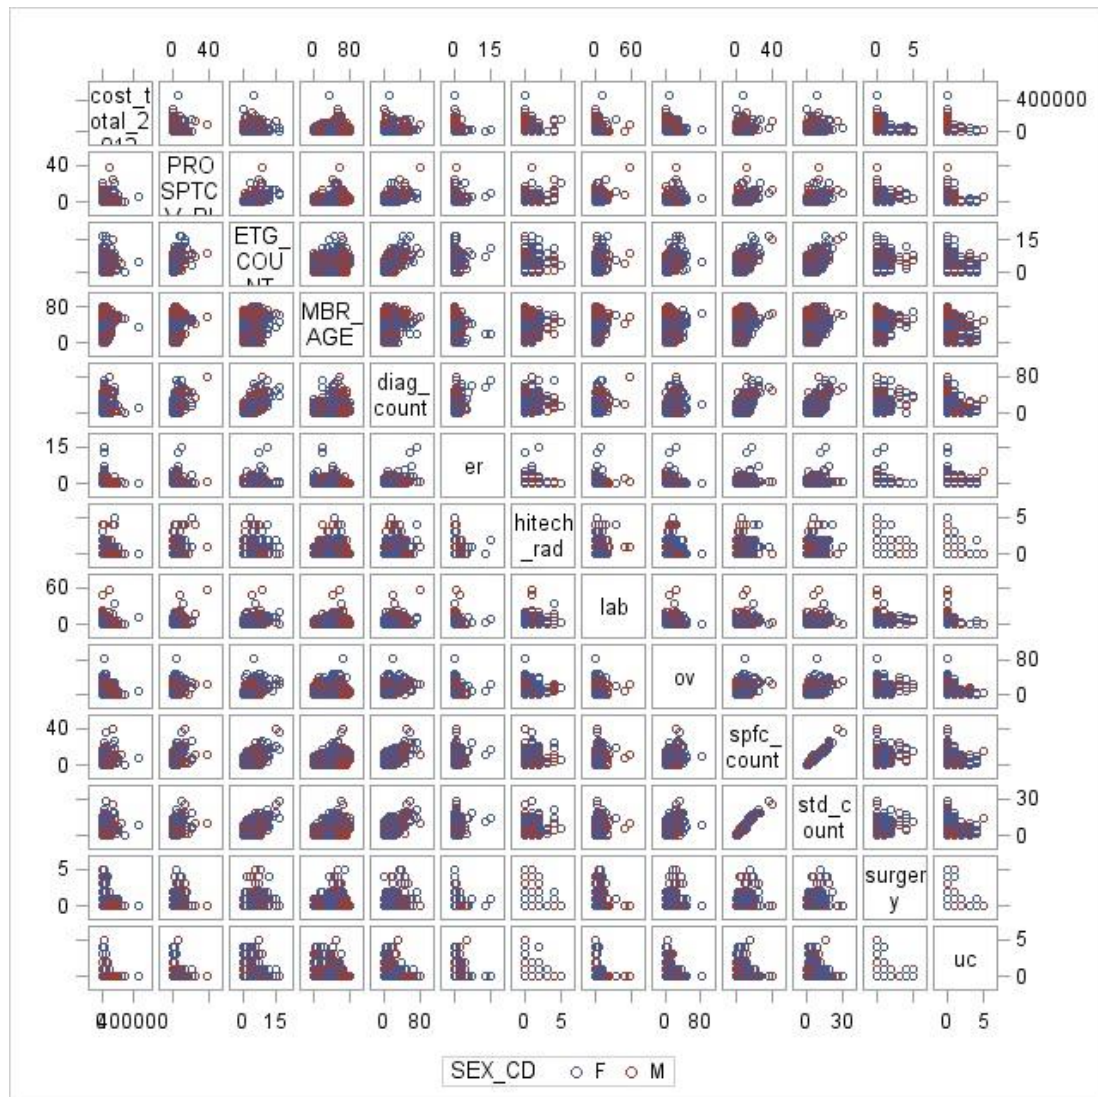 0 40 0 80 0 15 0 60 0 40 0 5
cost_t
otal_2
400000
0
40
0
PRO
SPTC
ETG_
COU
15
0
80
0
MBR_
AGE
diag_
count
80
0
15
0
er
hitech
_rad
5
0
60
0
lab
ov
80
0
40
0
spfc_
count
std_c
ount
30
0
5
0
surger
y
uc
5
0
400000 0 15 0 80 0 5 0 80 0 30 0 5
SEX_CD F M